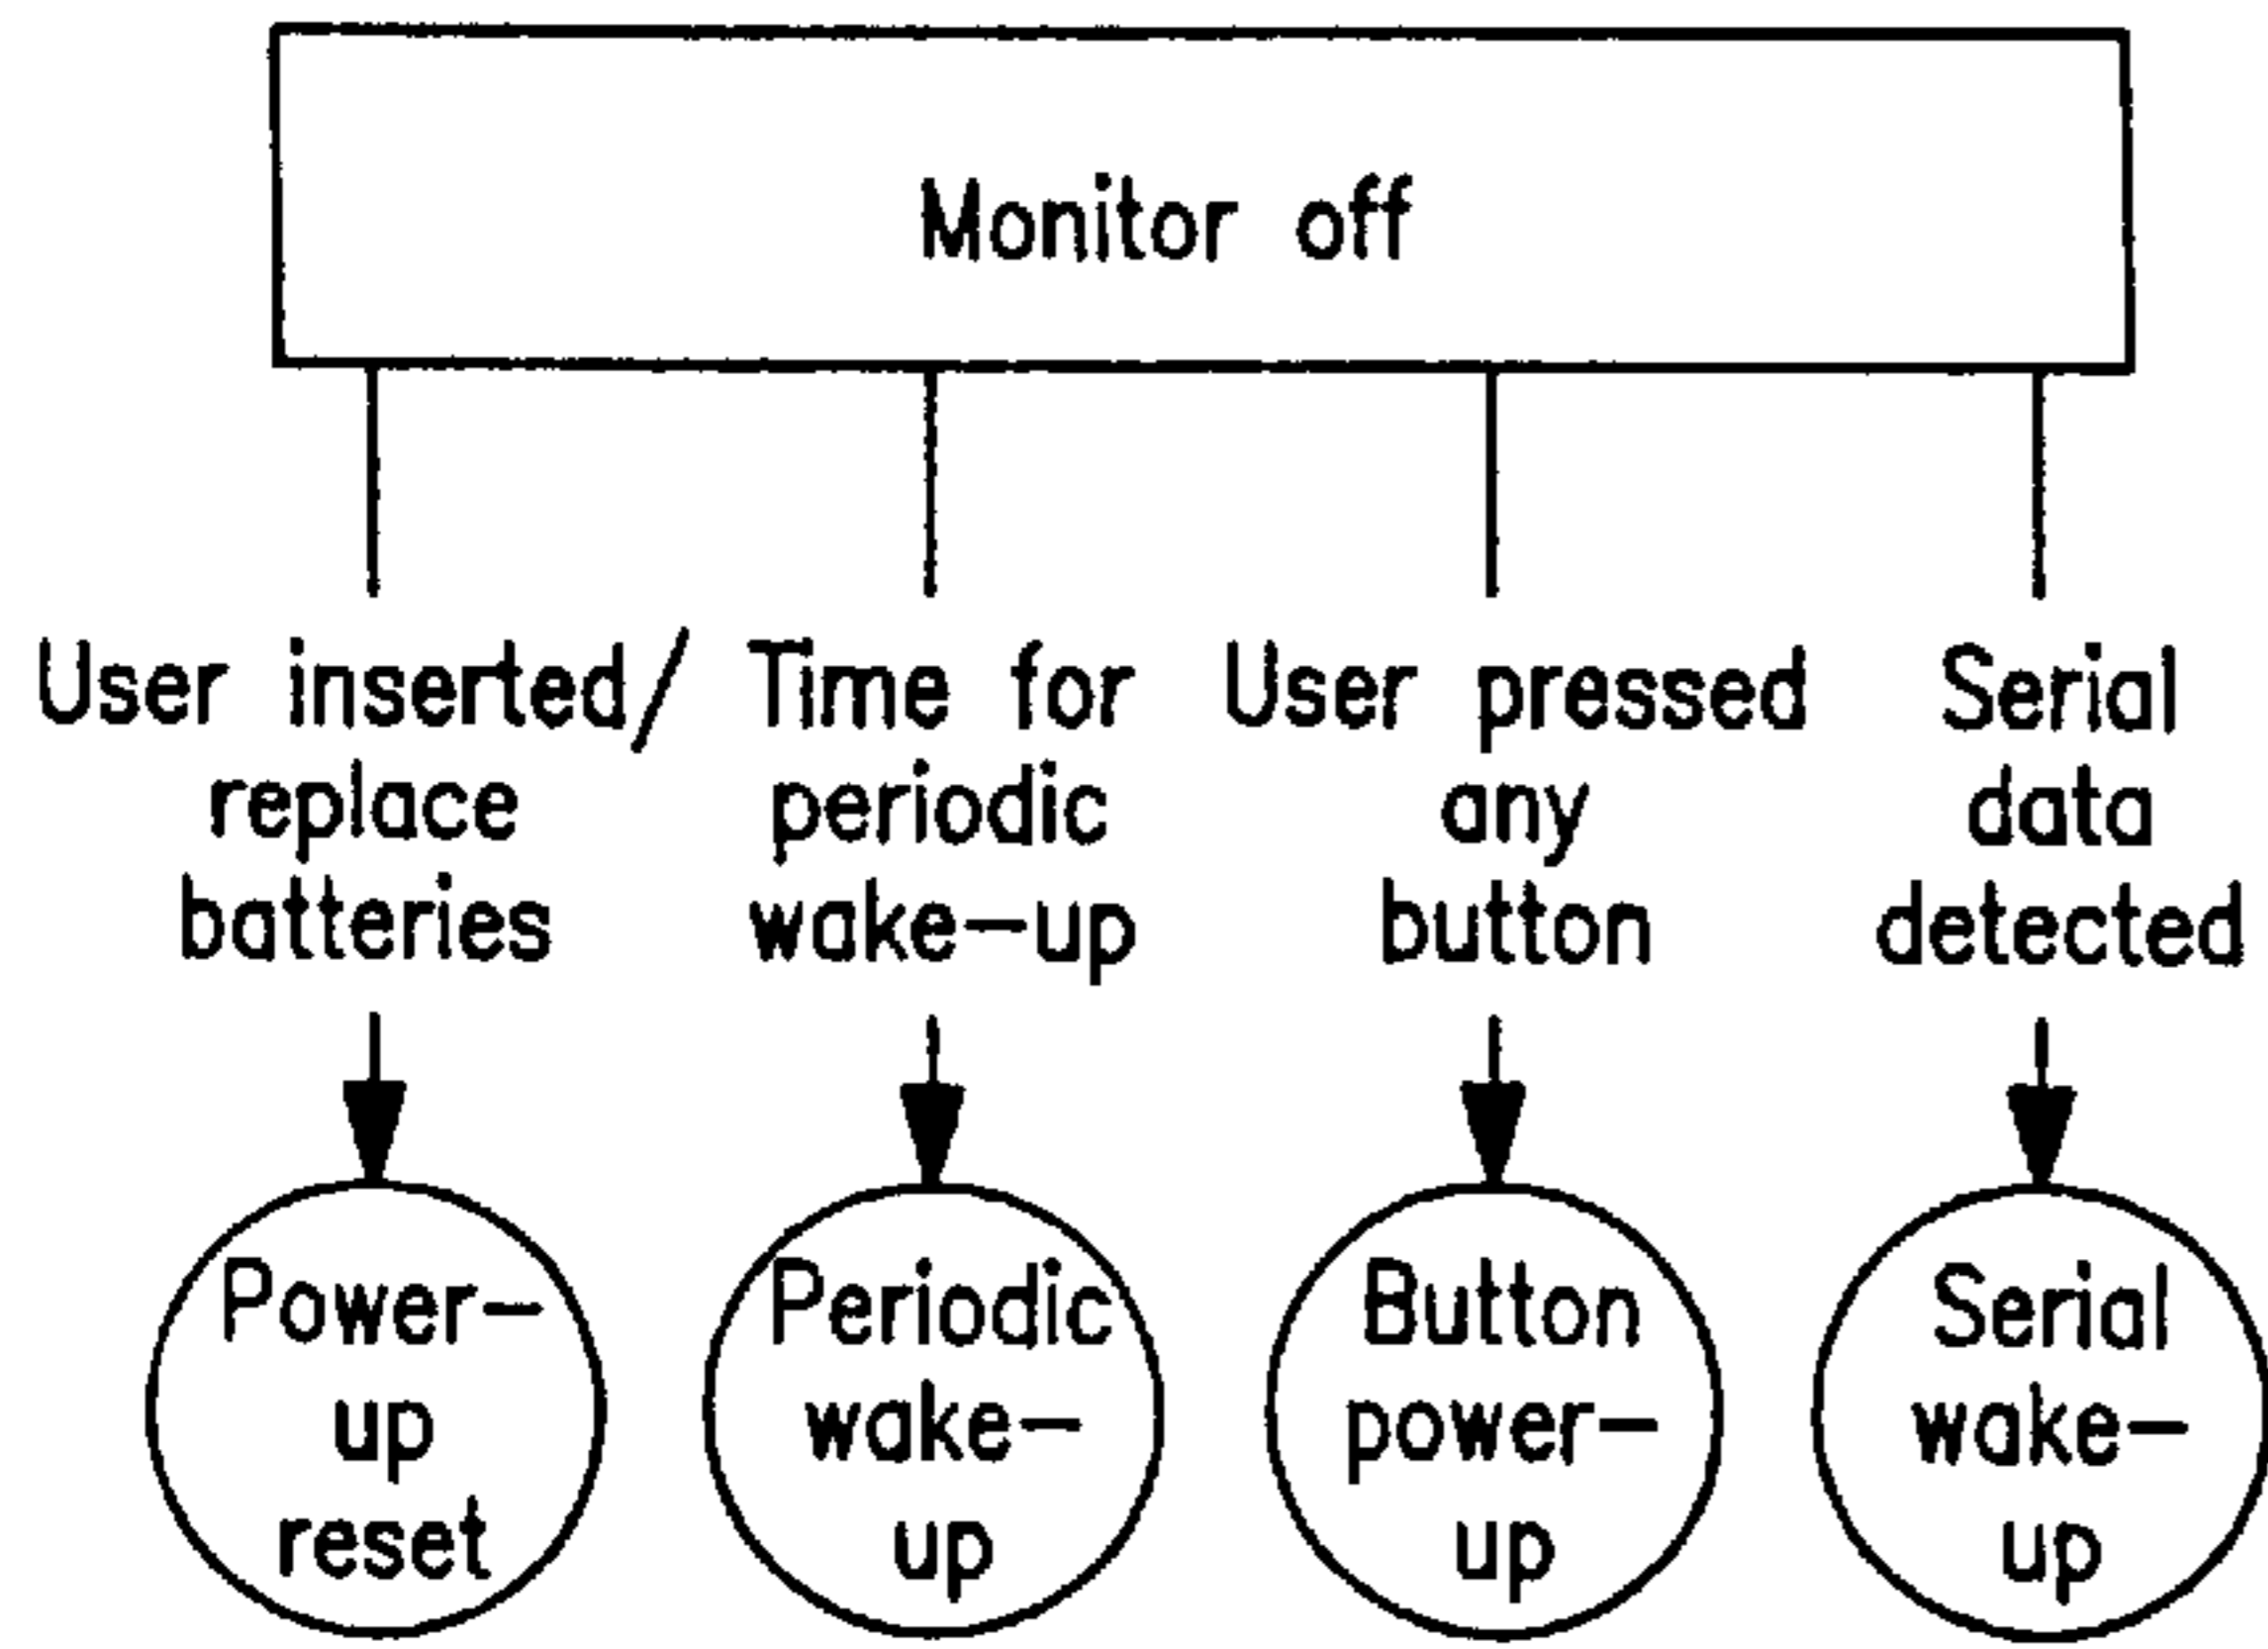 Monitor off
User inserted/
replace
batteries
Time for
periodic
wake-up
User pressed
any
button
Serial
data
detected
Power-
up
reset
Periodic
wake-
up
Button
power-
up
Serial
wake-
up